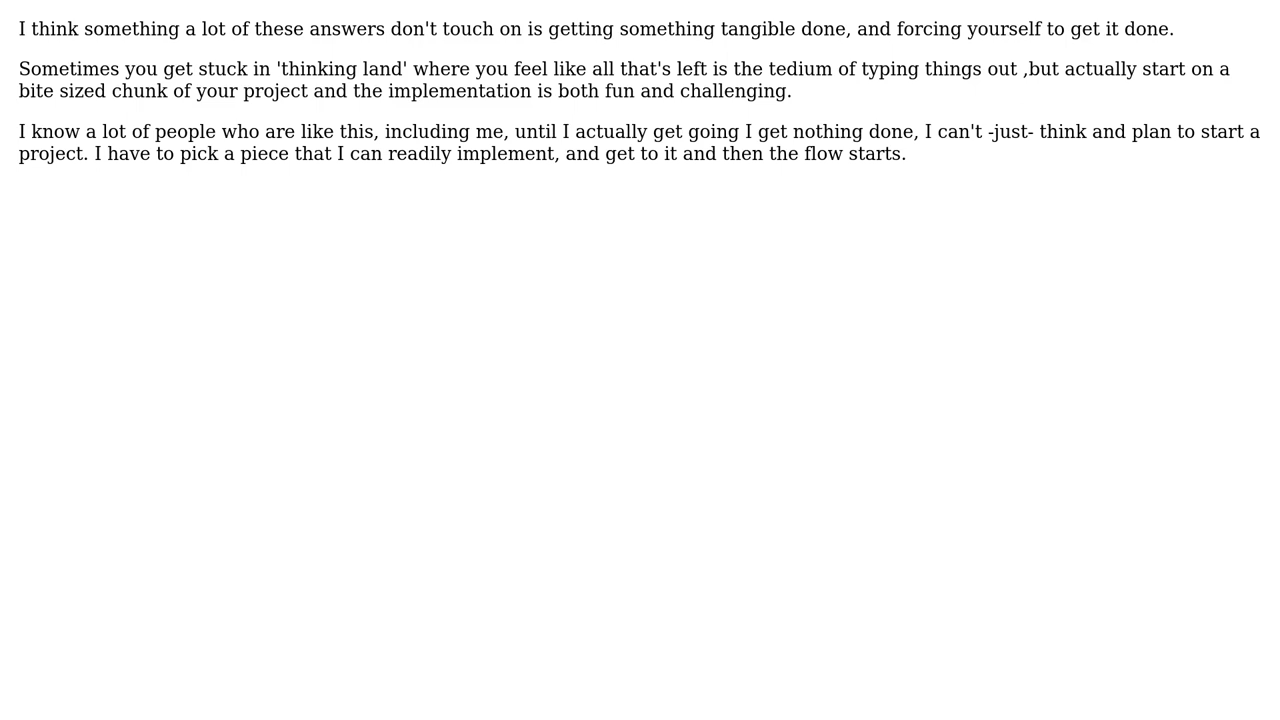 I think something a lot of these answers don't touch on is getting something tangible done, and forcing yourself to get it done.
Sometimes you get stuck in 'thinking land' where you feel like all that's left is the tedium of typing things out ,but actually start on a
bite sized chunk of your project and the implementation is both fun and challenging.
I know a lot of people who are like this, including me, until I actually get going I get nothing done, I can't -just- think and plan to start a
project. I have to pick a piece that I can readily implement, and get to it and then the flow starts.